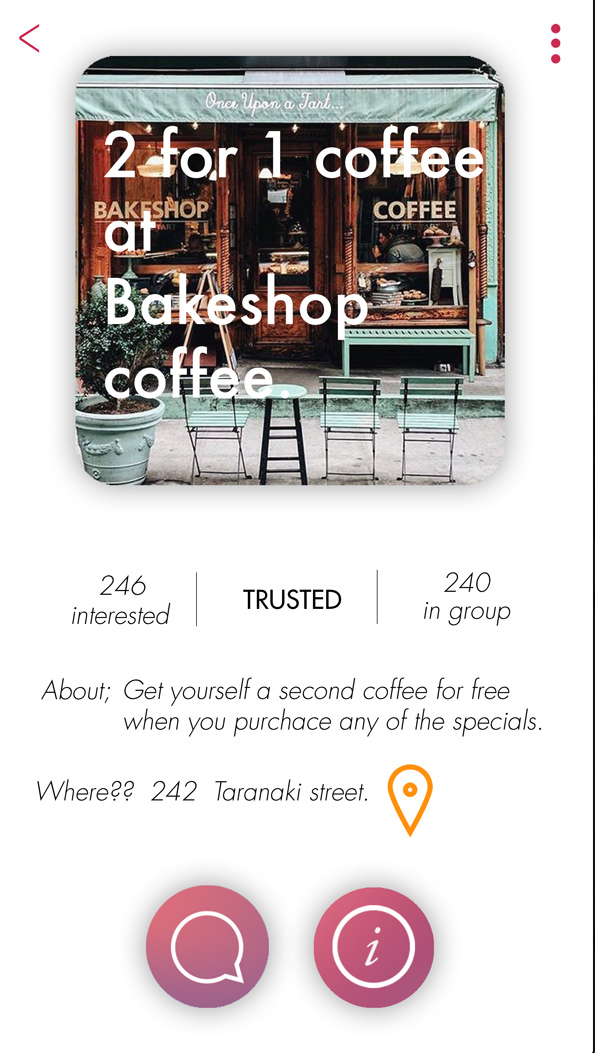 Once Upon a Tart...
2 for 1 coffee
BAKESHOP
COFFEE
at
Bakeshop
coffee.
246
interested
TRUSTED
240
in group
About; Get yourself a second coffee for free
when you purchace any of the specials.
Where?? 242 Taranaki street.
i